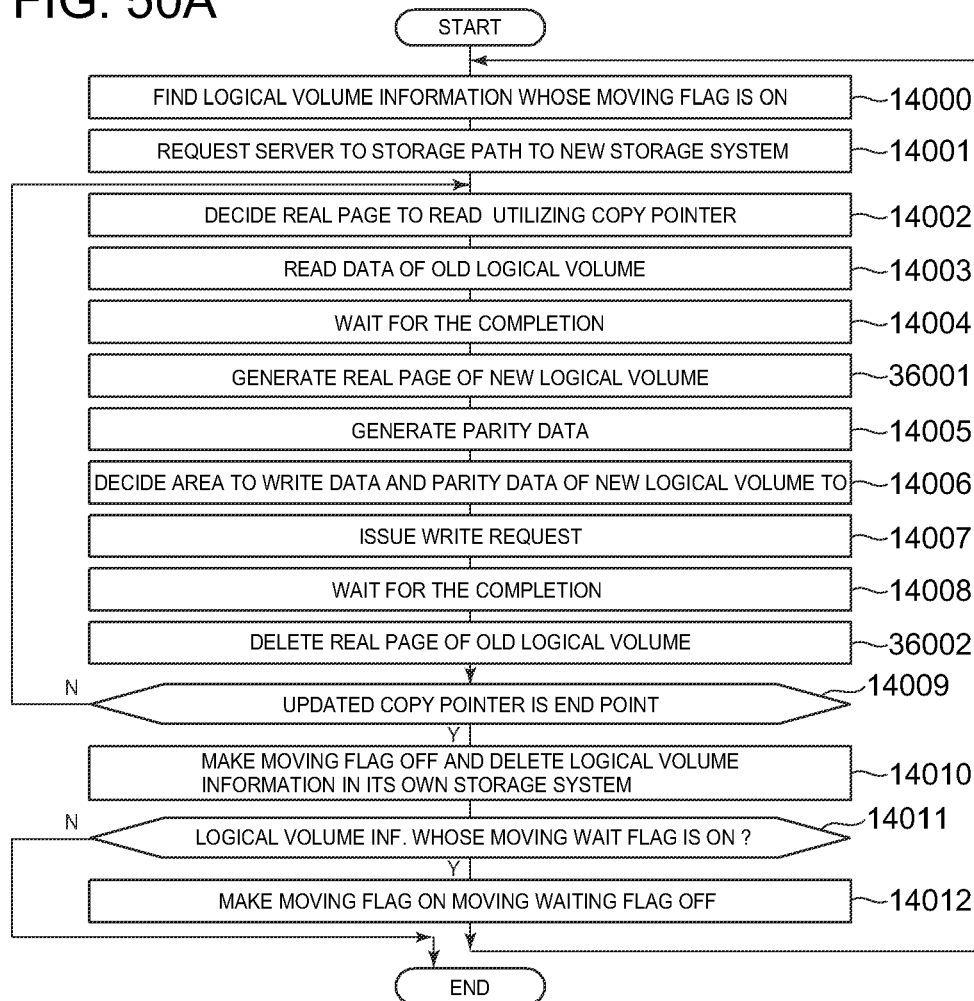 FIG. 50A
START
FIND LOGICAL VOLUME INFORMATION WHOSE MOVING FLAG IS ON
14000
REQUEST SERVER TO STORAGE PATH TO NEW STORAGE SYSTEM
14001
DECIDE REAL PAGE TO READ UTILIZING COPY POINTER
14002
READ DATA OF OLD LOGICAL VOLUME
14003
WAIT FOR THE COMPLETION
14004
GENERATE REAL PAGE OF NEW LOGICAL VOLUME
36001
GENERATE PARITY DATA
14005
DECIDE AREA TO WRITE DATA AND PARITY DATA OF NEW LOGICAL VOLUME TO
14006
ISSUE WRITE REQUEST
14007
WAIT FOR THE COMPLETION
14008
DELETE REAL PAGE OF OLD LOGICAL VOLUME
36002
N
UPDATED COPY POINTER IS END POINT
14009
Y
MAKE MOVING FLAG OFF AND DELETE LOGICAL VOLUME
INFORMATION IN ITS OWN STORAGE SYSTEM
14010
N
LOGICAL VOLUME INF. WHOSE MOVING WAIT FLAG IS ON ?
14011
Y
MAKE MOVING FLAG ON MOVING WAITING FLAG OFF
14012
END